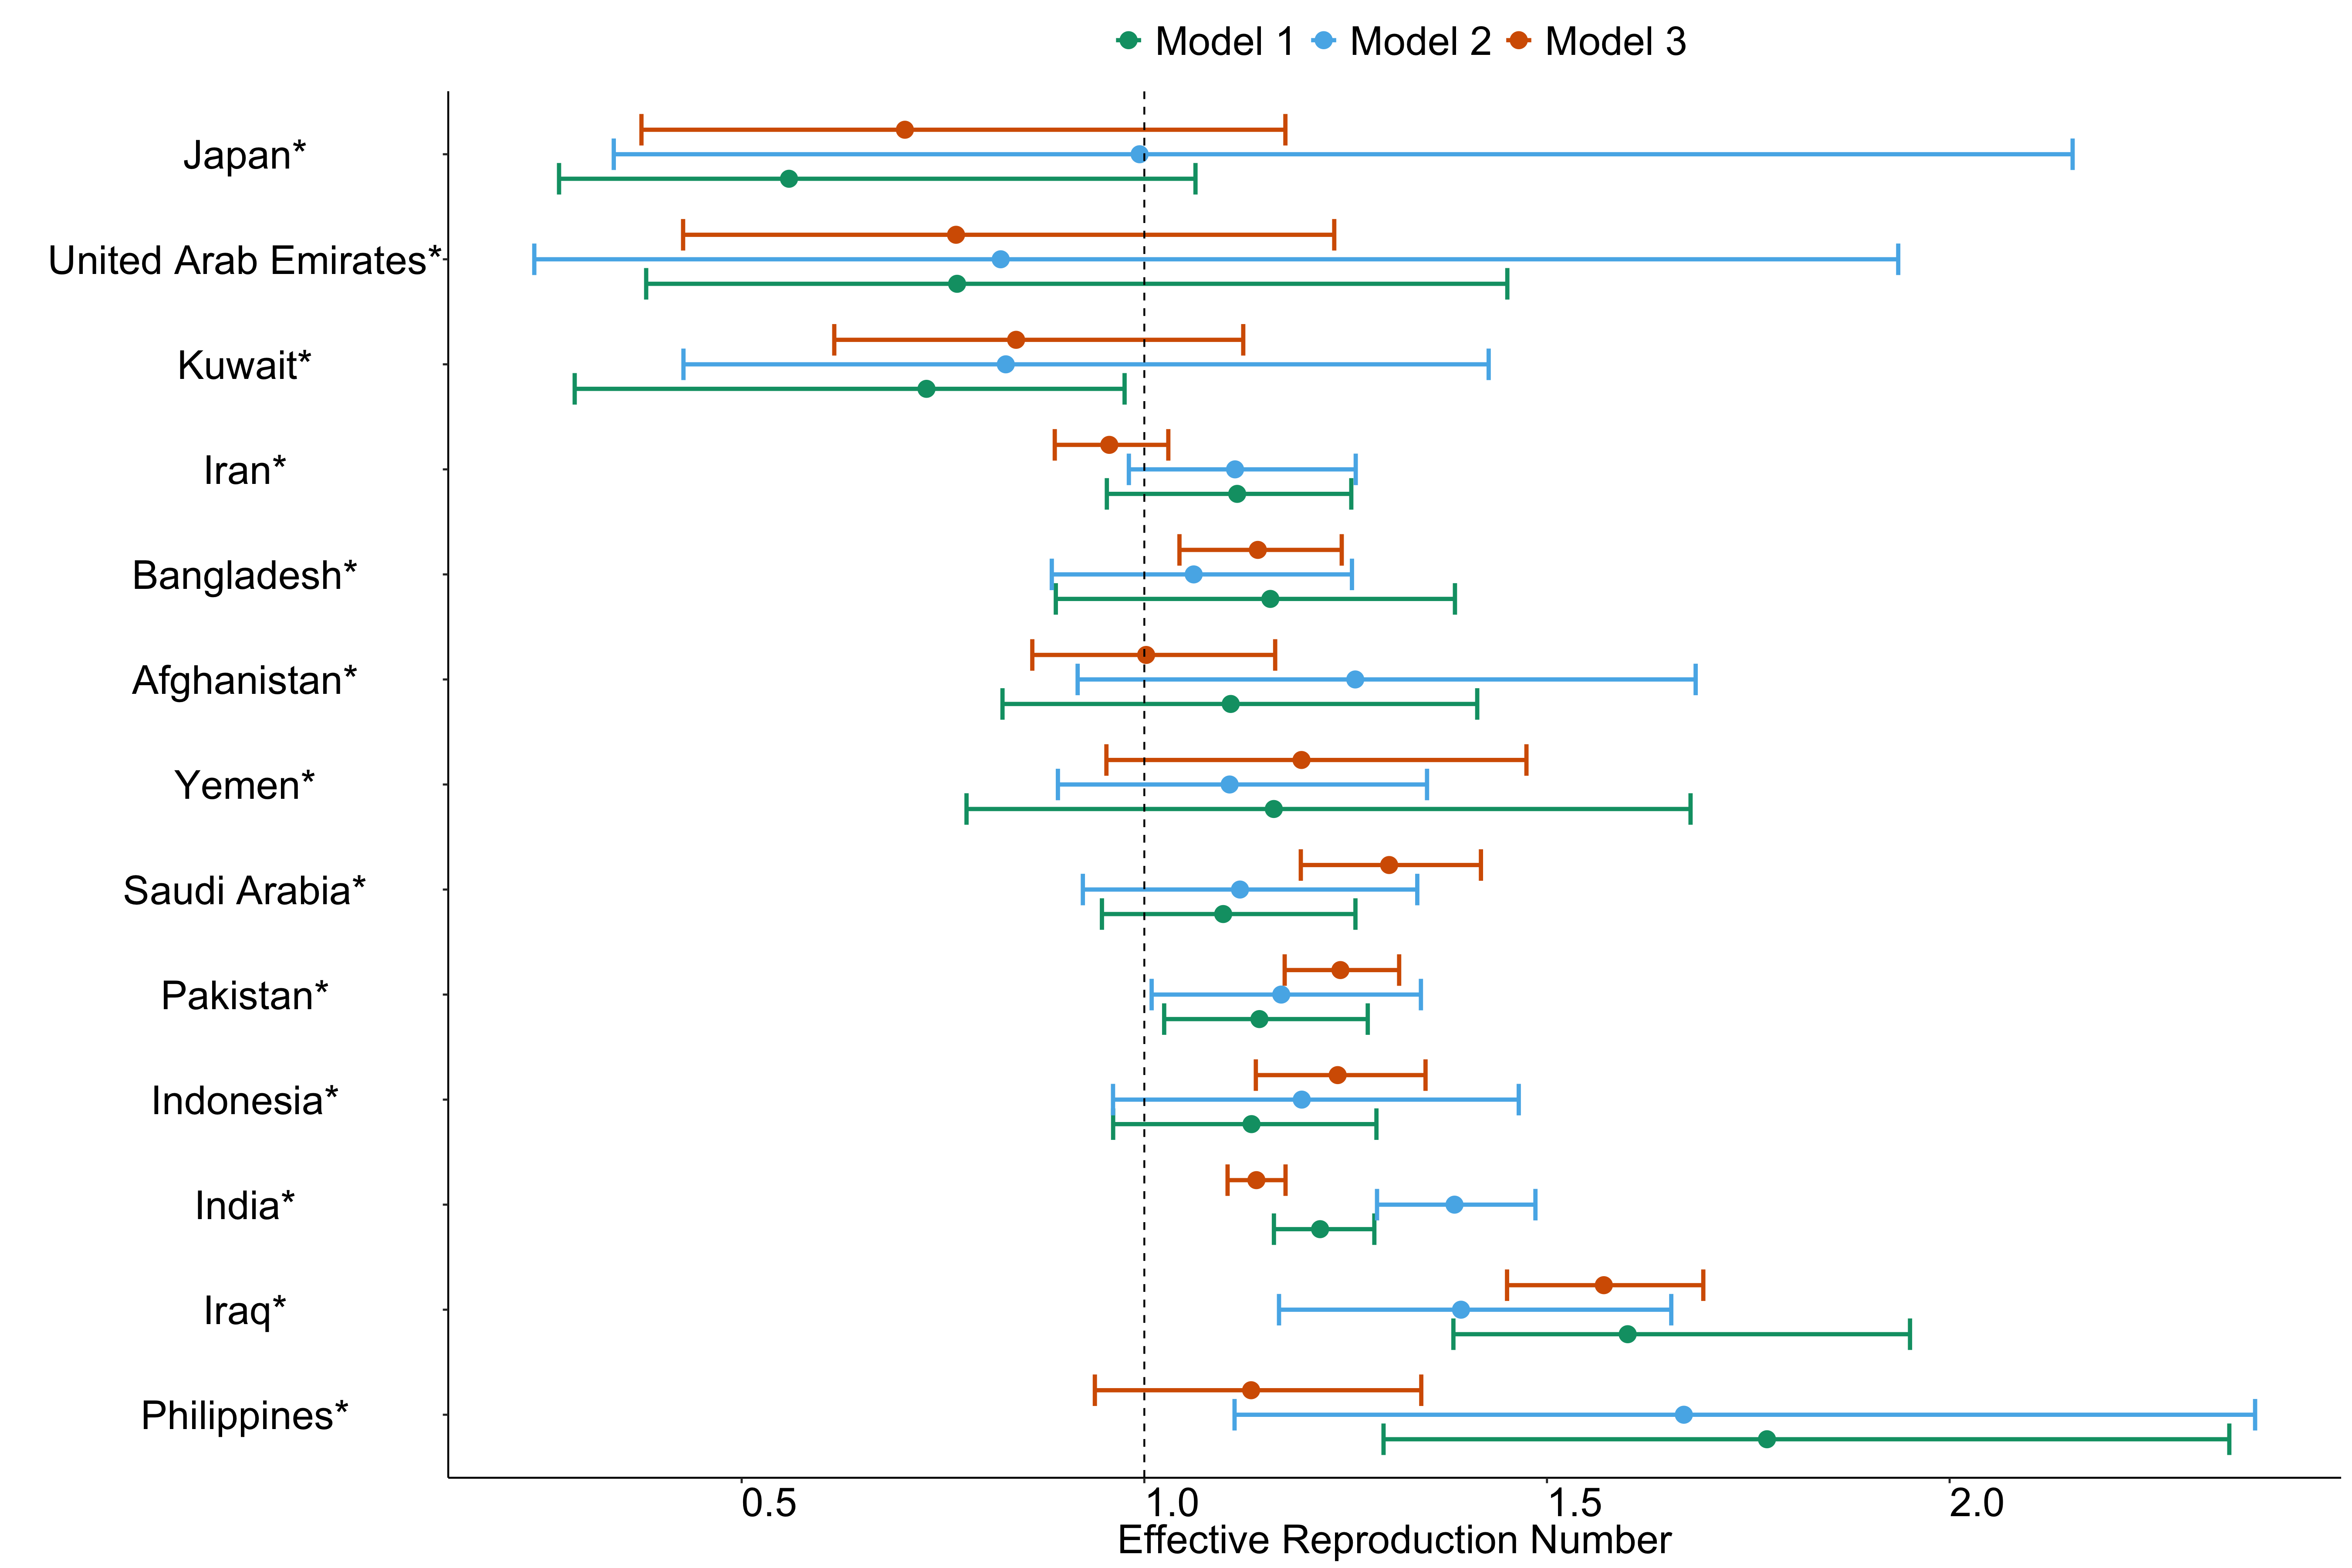 Model 1 Model 2 Model 3
Japan*
United Arab Emirates*
Kuwait*
Iran*
Bangladesh*
Afghanistan*
Yemen*
Saudi Arabia*
Pakistan*
Indonesia*
India*
Iraq*
Philippines*
0.5 1.0 1.5 2.0
Effective Reproduction Number